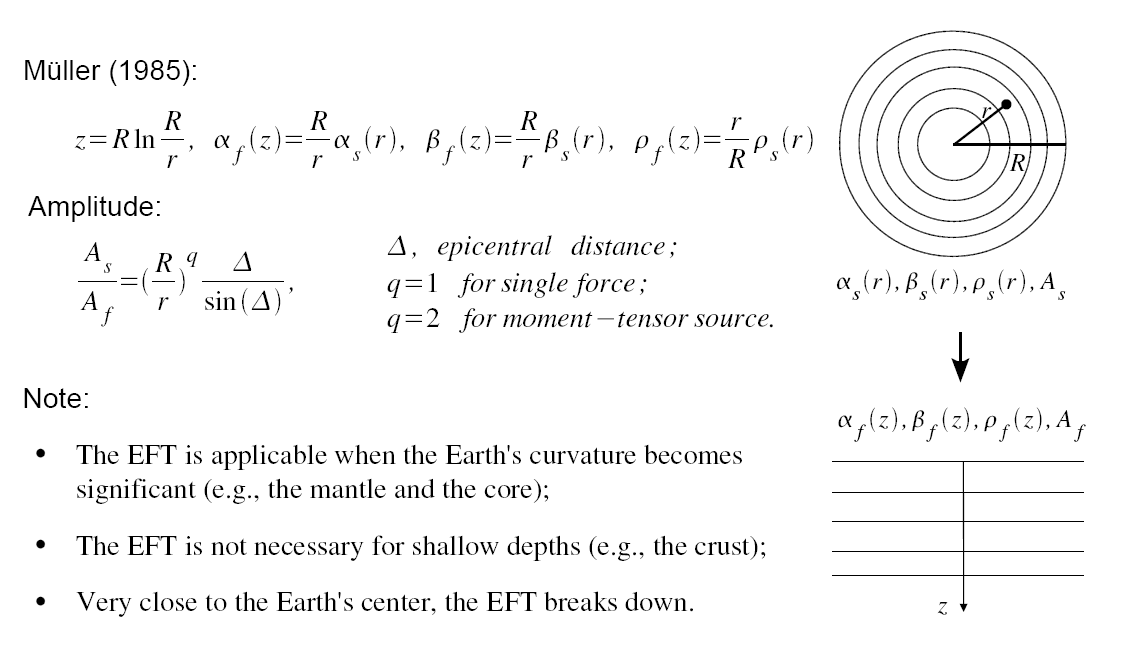 Müller (1985):
z=R ln R/r, α_f(z)=R/r α_s(r), β_f(z)=R/r β_s(r), ρ_f(z)=r/R ρ_s(r)
Amplitude:
A_s/A_f=(R/r)^q Δ/sin(Δ),
Δ, epicentral distance;
q=1 for single force;
q=2 for moment−tensor source.
Note:
• The EFT is applicable when the Earth's curvature becomes
significant (e.g., the mantle and the core);
• The EFT is not necessary for shallow depths (e.g., the crust);
• Very close to the Earth's center, the EFT breaks down.
r
R
α_s(r), β_s(r), ρ_s(r), A_s
α_f(z), β_f(z), ρ_f(z), A_f
z